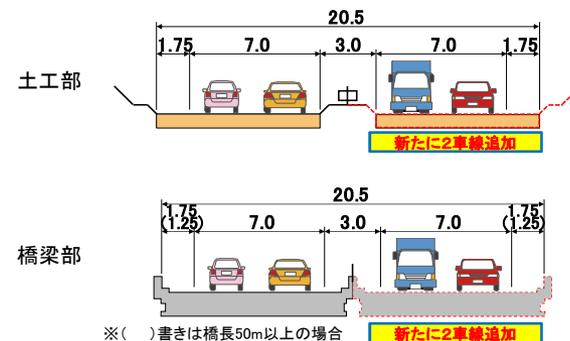 20.5
1.75 7.0 3.0 7.0 1.75
土工部
中
新たに2車線追加
20.5
1.75 1.75
(1.25) 7.0 3.0 7.0 (1.25)
橋梁部
※( )書きは橋長50m以上の場合
新たに2車線追加